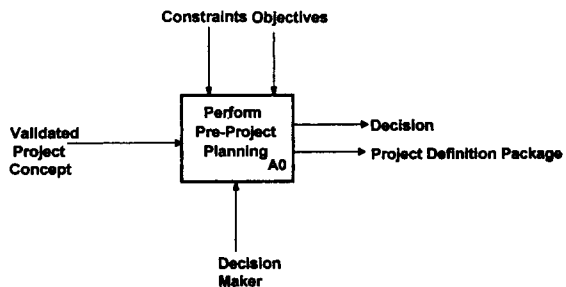 Constraints Objectives
Perform
Pre-Project
Planning
A0
Validated
Project
Concept
Decision
Project Definition Package
Decision
Maker